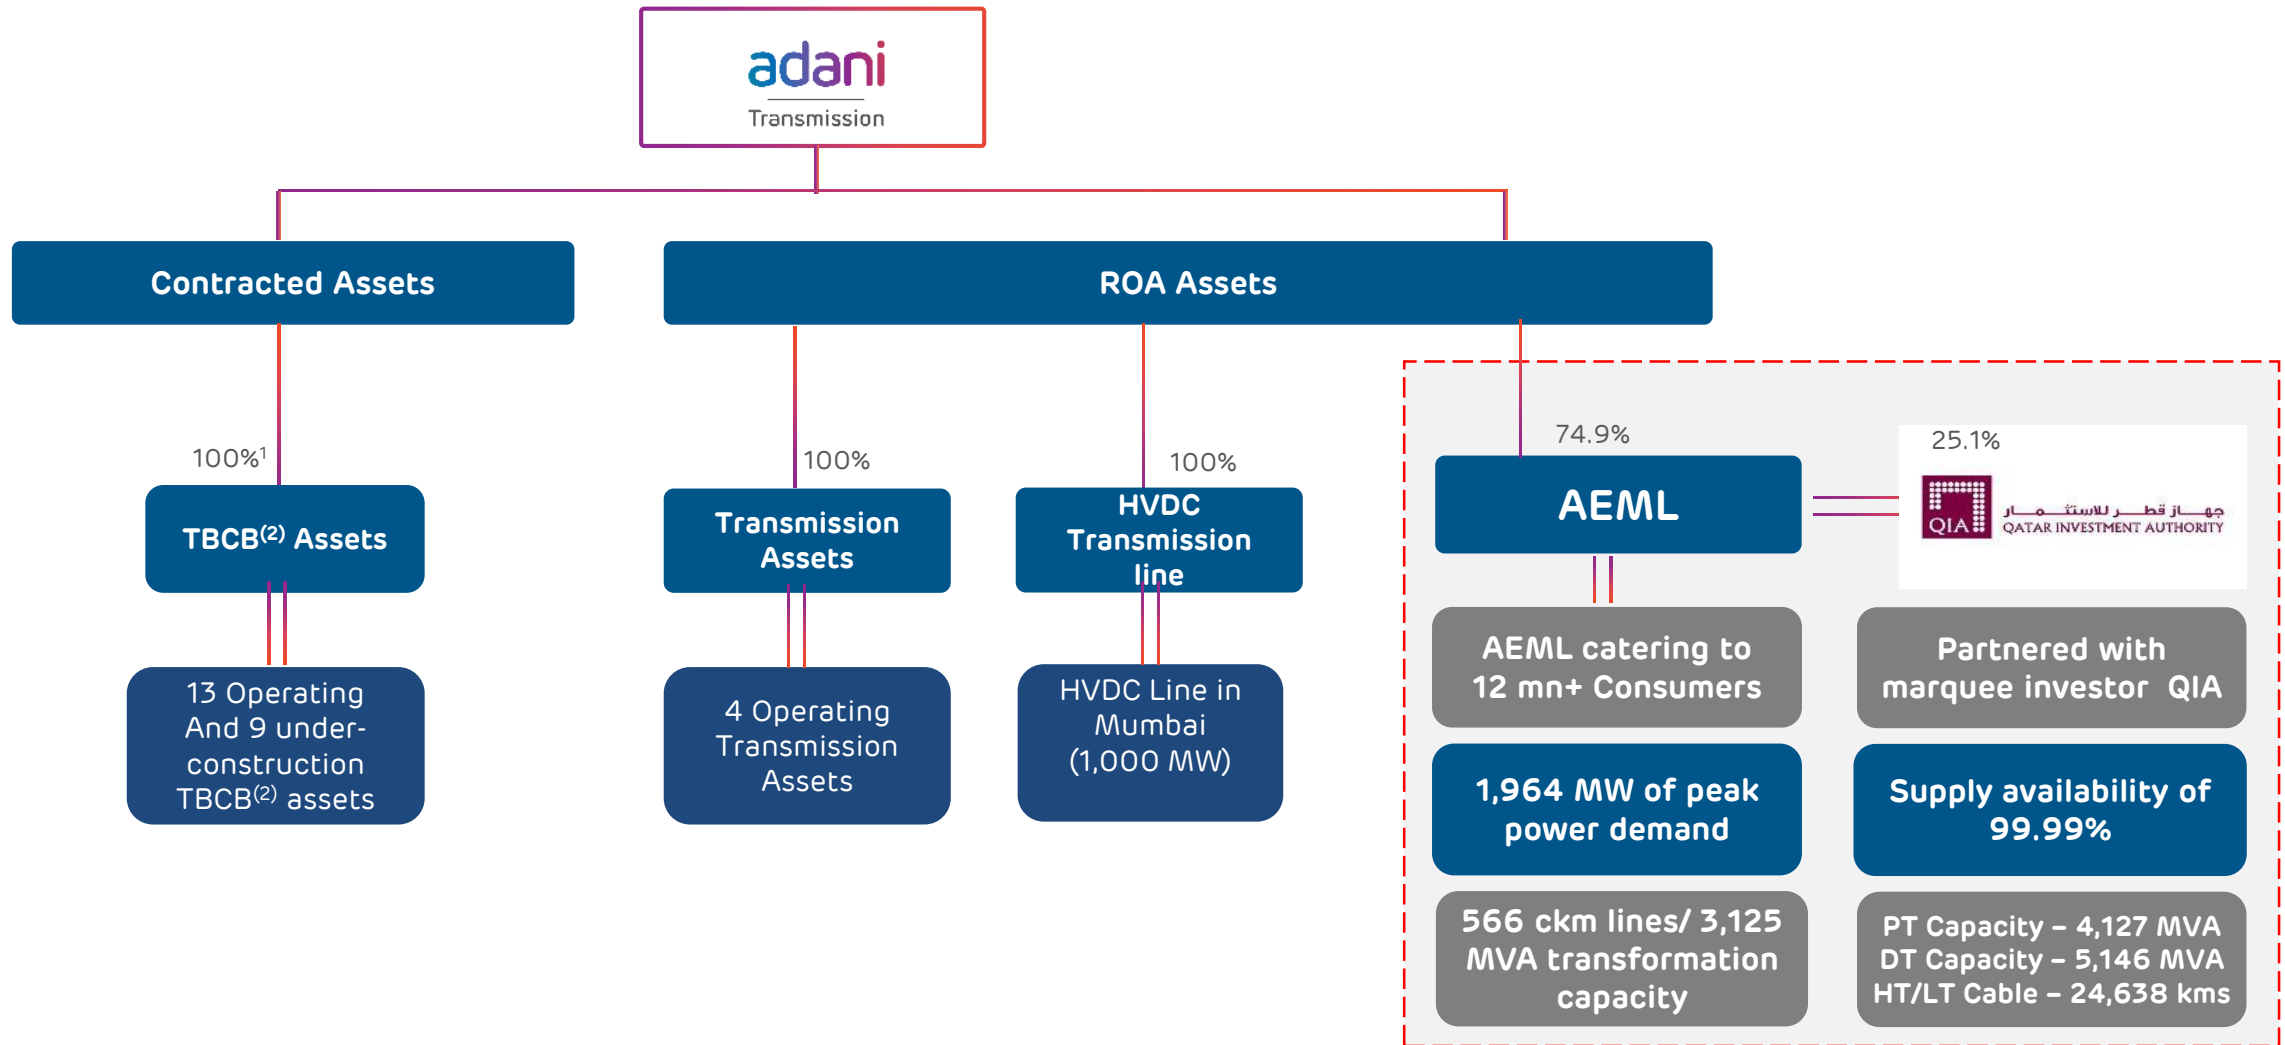 adani
Transmission
Contracted Assets
ROA Assets
100%¹
100%
100%
74.9%
25.1%
TBCB⁽²⁾ Assets
Transmission
Assets
HVDC
Transmission
line
AEML
QIA
جهاز قطر للاستثمار
QATAR INVESTMENT AUTHORITY
13 Operating
And 9 under-
construction
TBCB⁽²⁾ assets
4 Operating
Transmission
Assets
HVDC Line in
Mumbai
(1,000 MW)
AEML catering to
12 mn+ Consumers
Partnered with
marquee investor QIA
1,964 MW of peak
power demand
Supply availability of
99.99%
566 ckm lines/ 3,125
MVA transformation
capacity
PT Capacity – 4,127 MVA
DT Capacity – 5,146 MVA
HT/LT Cable – 24,638 kms